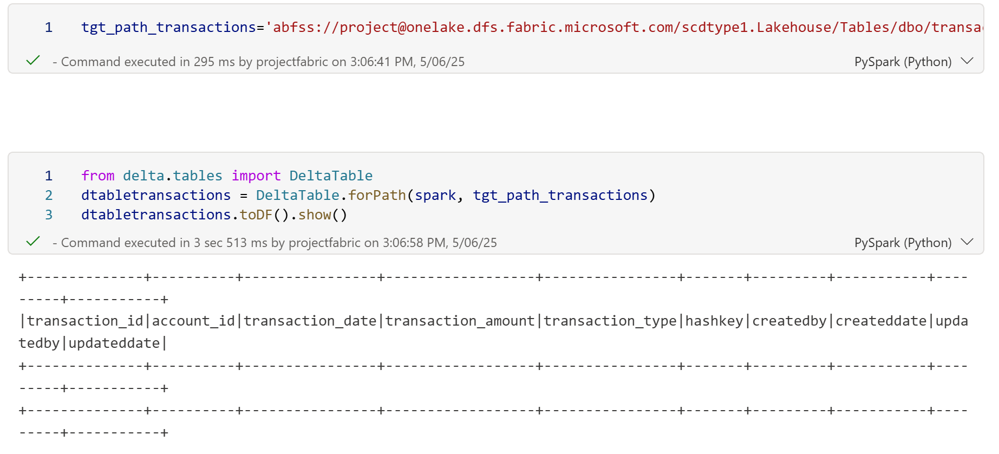 1 tgt_path_transactions='abfss://project@onelake.dfs.fabric.microsoft.com/scdtype1.Lakehouse/Tables/dbo/transa
- Command executed in 295 ms by projectfabric on 3:06:41 PM, 5/06/25 PySpark (Python)
1 from delta.tables import DeltaTable
2 dtabletransactions = DeltaTable.forPath(spark, tgt_path_transactions)
3 dtabletransactions.toDF().show()
- Command executed in 3 sec 513 ms by projectfabric on 3:06:58 PM, 5/06/25 PySpark (Python)
+--------------+----------+----------------+------------------+----------------+-------+---------+-----------+----
-----+-----------+
|transaction_id|account_id|transaction_date|transaction_amount|transaction_type|hashkey|createdby|createddate|upda
tedby|updateddate|
+--------------+----------+----------------+------------------+----------------+-------+---------+-----------+----
-----+-----------+
+--------------+----------+----------------+------------------+----------------+-------+---------+-----------+----
-----+-----------+